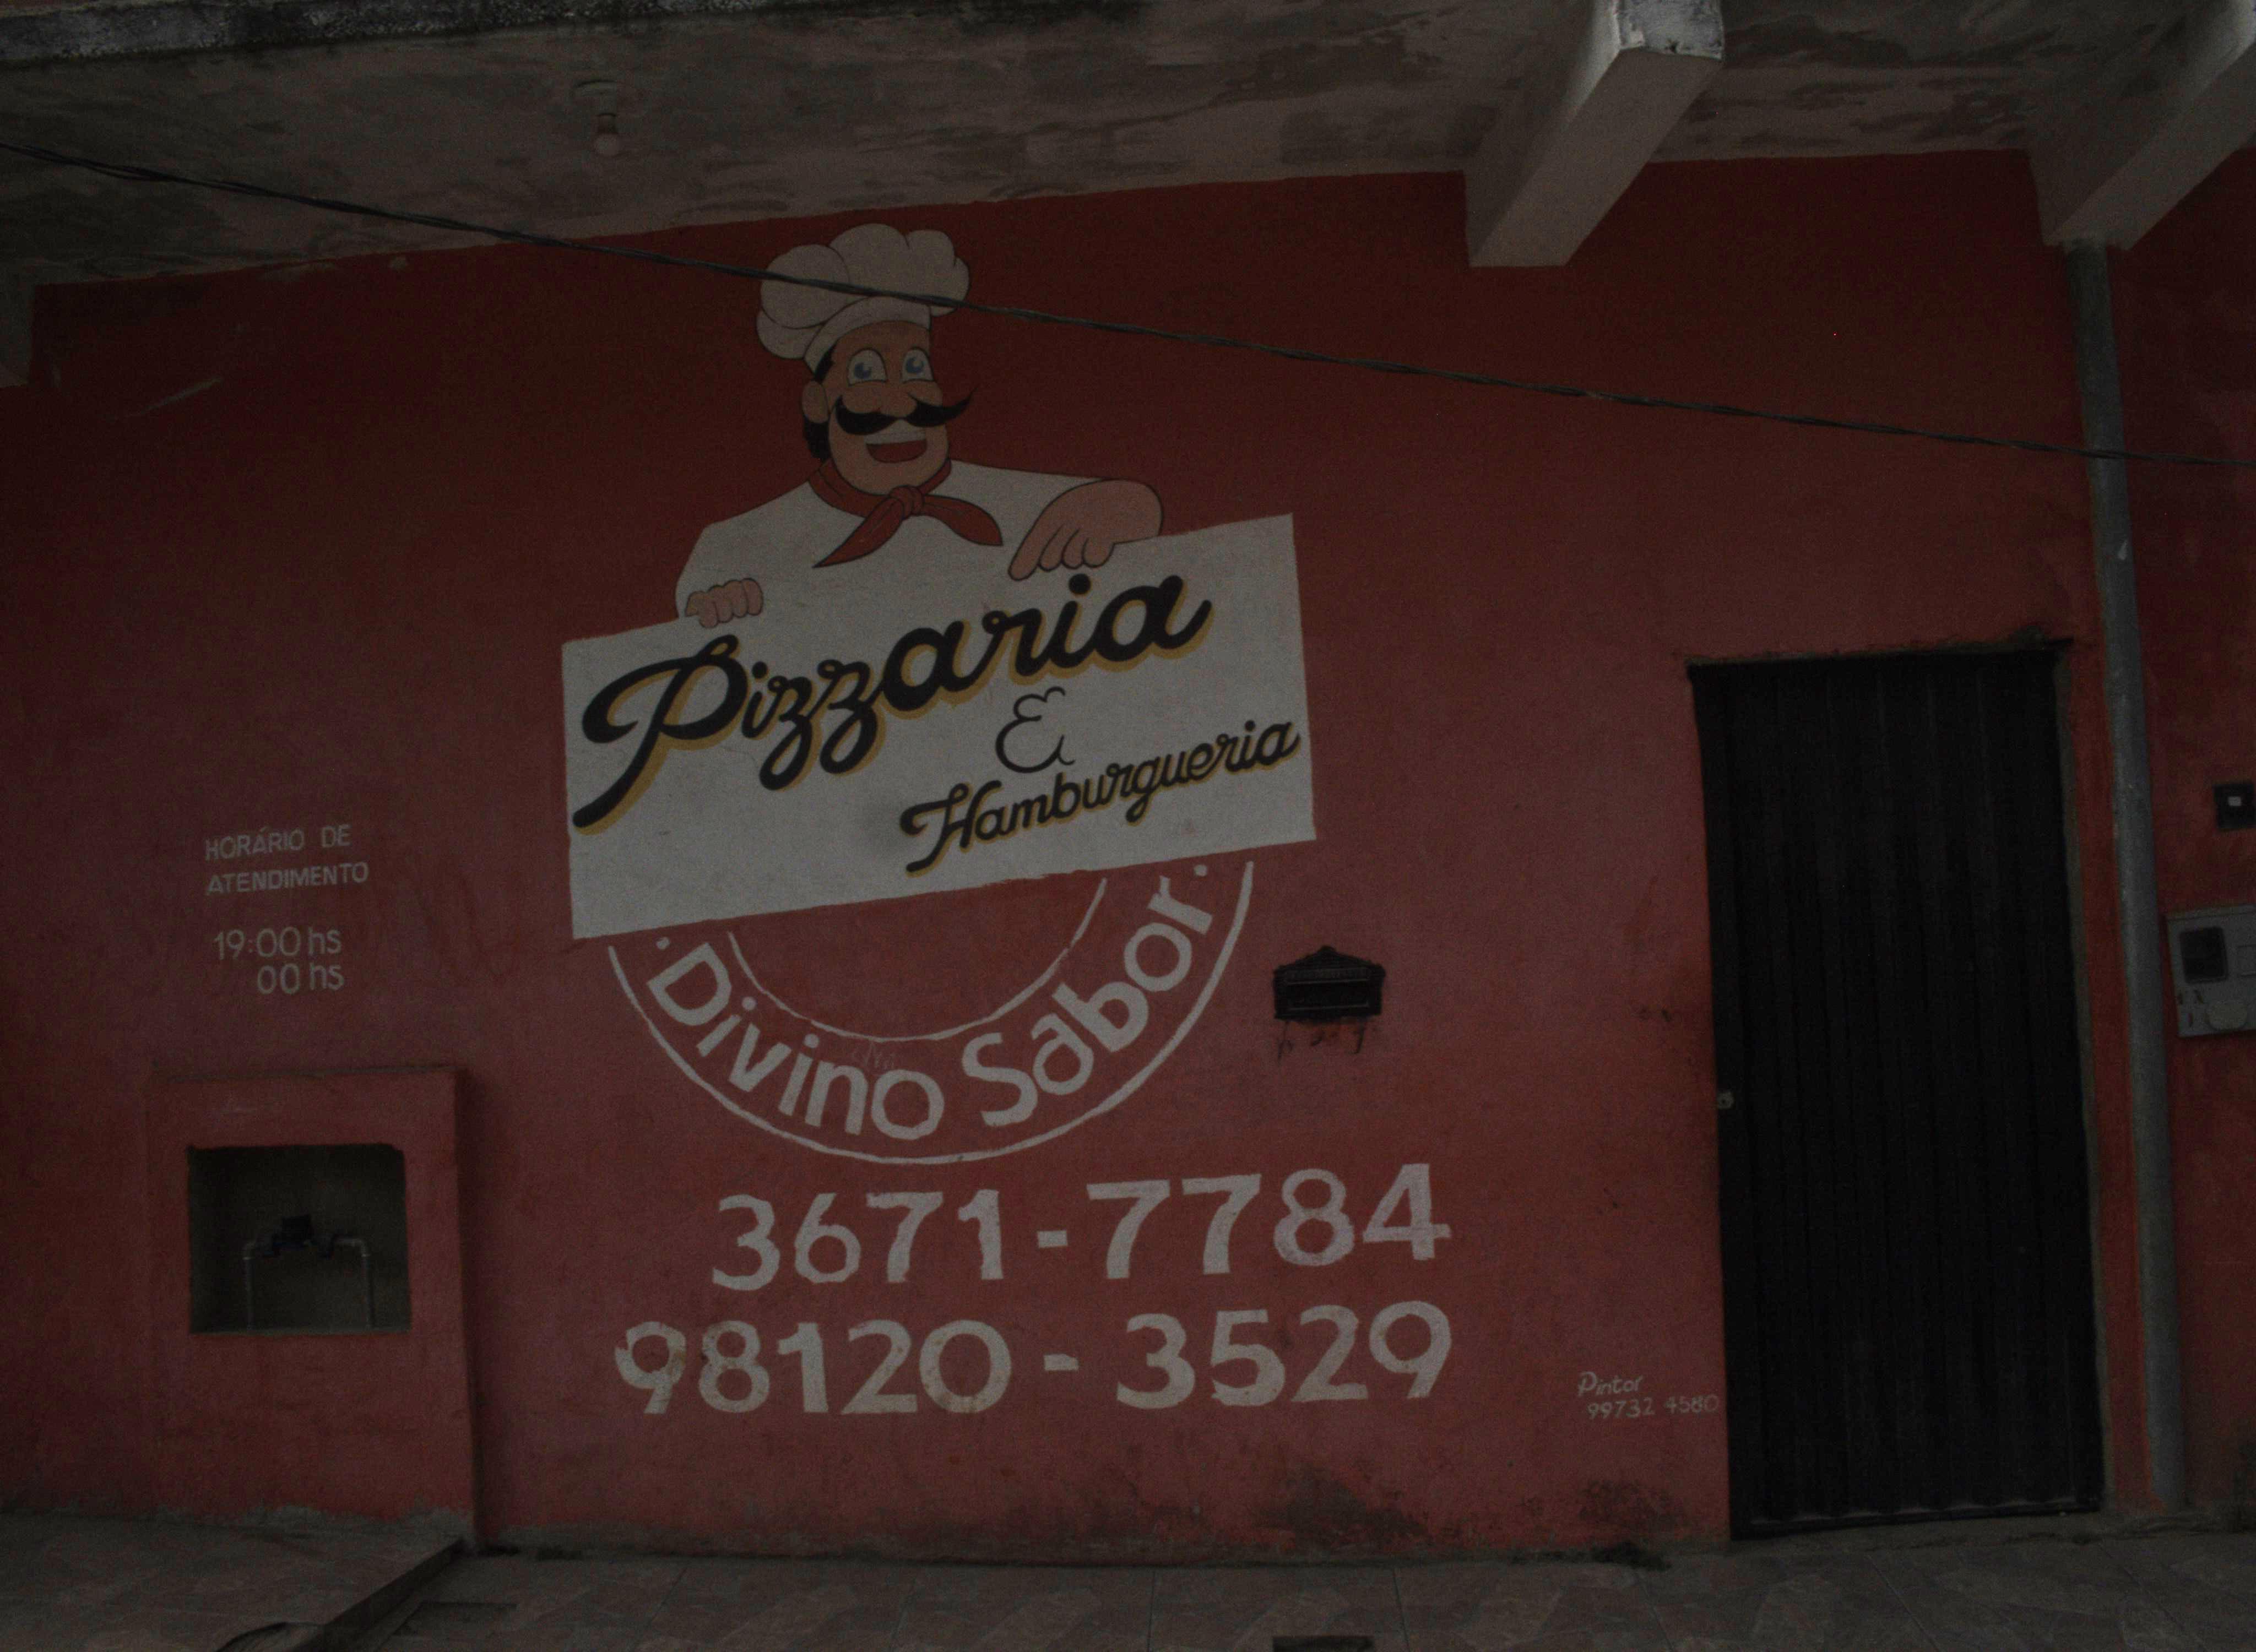 Pizzaria
&
Hamburgueria
HORÁRIO DE
ATENDIMENTO
19:00 hs
00 hs
Divino Sabor
3671-7784
98120-3529
Pintor
99732 4580